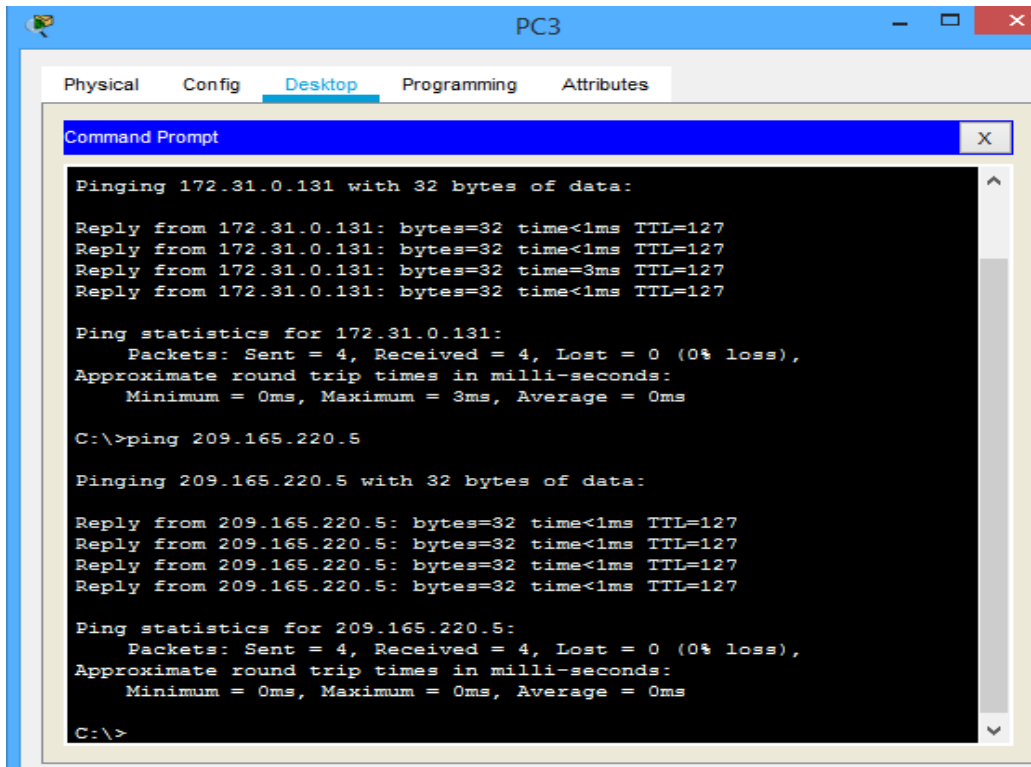 PC3
Physical Config Desktop Programming Attributes
Command Prompt X
Pinging 172.31.0.131 with 32 bytes of data:
Reply from 172.31.0.131: bytes=32 time<1ms TTL=127
Reply from 172.31.0.131: bytes=32 time<1ms TTL=127
Reply from 172.31.0.131: bytes=32 time=3ms TTL=127
Reply from 172.31.0.131: bytes=32 time<1ms TTL=127
Ping statistics for 172.31.0.131:
Packets: Sent = 4, Received = 4, Lost = 0 (0% loss),
Approximate round trip times in milli-seconds:
Minimum = 0ms, Maximum = 3ms, Average = 0ms
C:\>ping 209.165.220.5
Pinging 209.165.220.5 with 32 bytes of data:
Reply from 209.165.220.5: bytes=32 time<1ms TTL=127
Reply from 209.165.220.5: bytes=32 time<1ms TTL=127
Reply from 209.165.220.5: bytes=32 time<1ms TTL=127
Reply from 209.165.220.5: bytes=32 time<1ms TTL=127
Ping statistics for 209.165.220.5:
Packets: Sent = 4, Received = 4, Lost = 0 (0% loss),
Approximate round trip times in milli-seconds:
Minimum = 0ms, Maximum = 0ms, Average = 0ms
C:\>